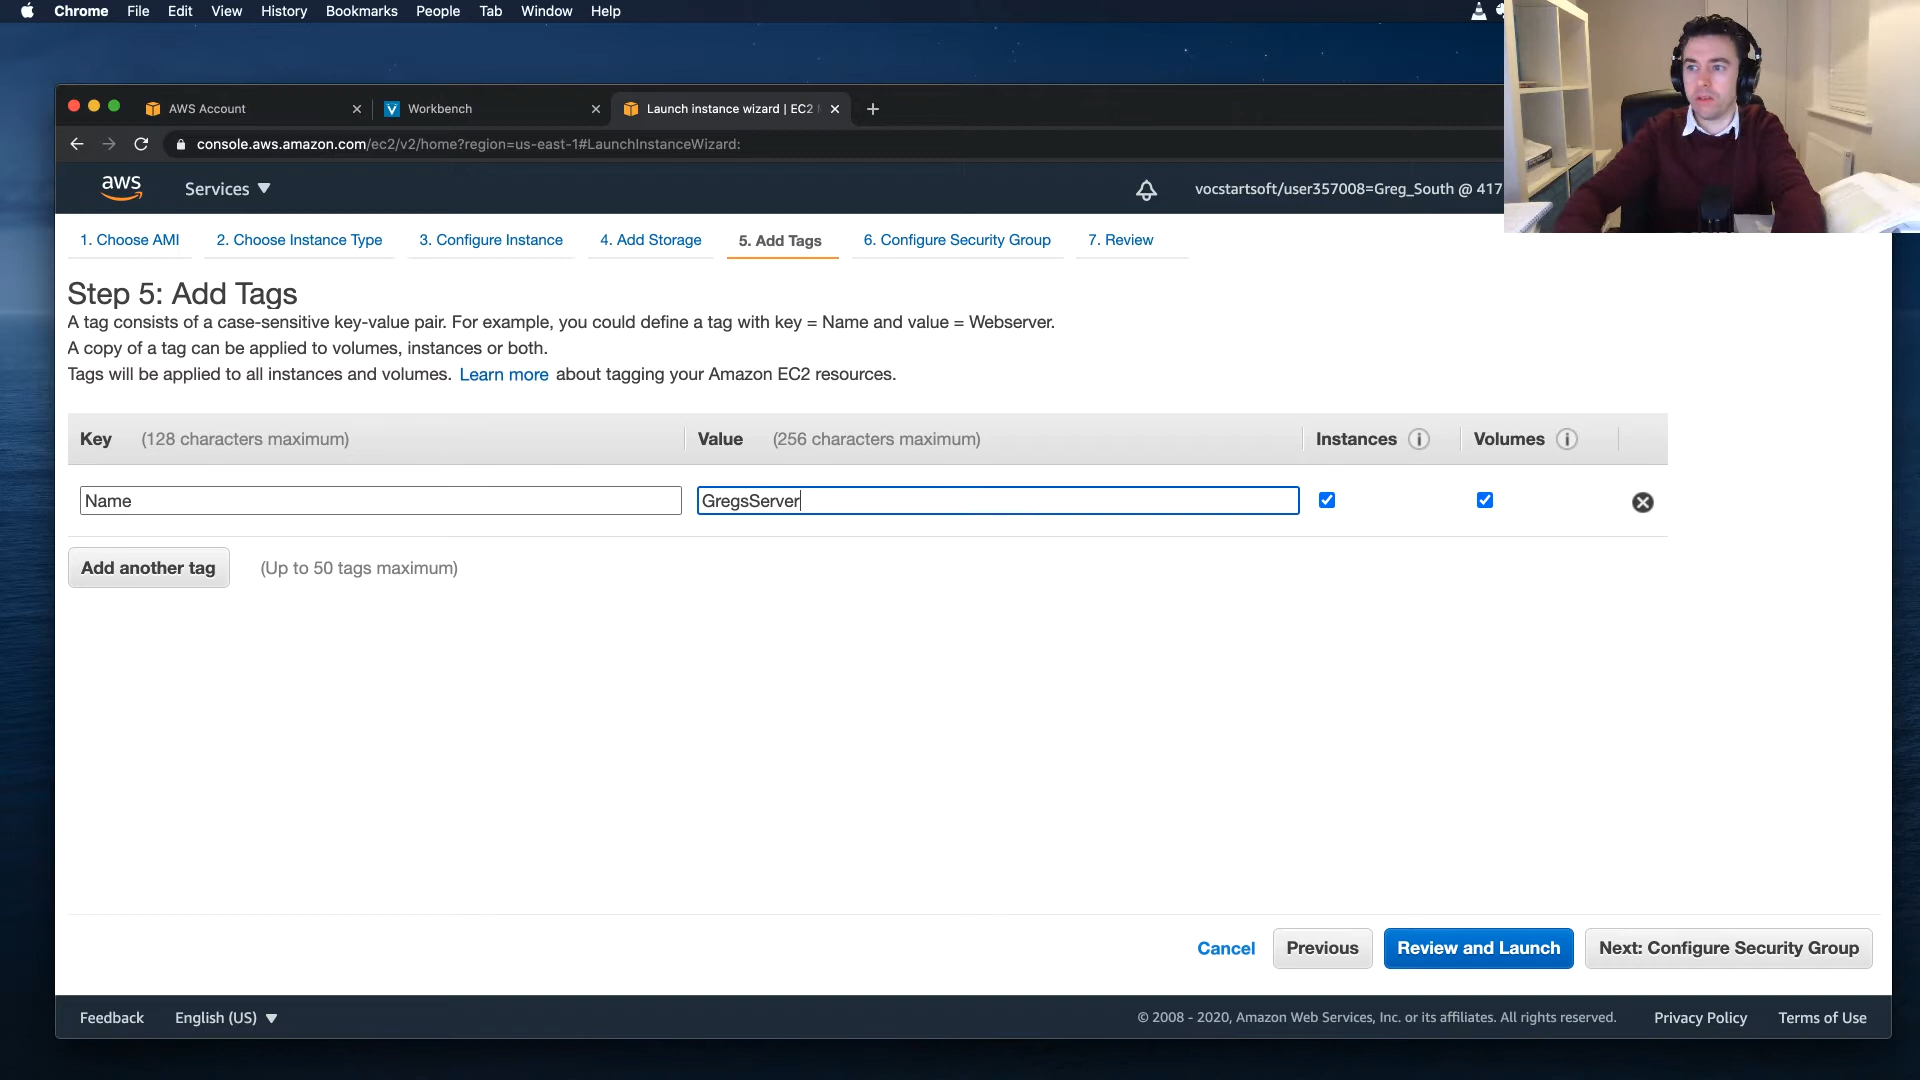 Chrome File Edit View History Bookmarks People Tab Window Help
AWS Account
Workbench
Launch instance wizard | EC2
console.aws.amazon.com/ec2/v2/home?region=us-east-1#LaunchInstanceWizard:
aws
Services
vocstartsoft/user357008=Greg_South @ 417
1. Choose AMI
2. Choose Instance Type
3. Configure Instance
4. Add Storage
5. Add Tags
6. Configure Security Group
7. Review
Step 5: Add Tags
A tag consists of a case-sensitive key-value pair. For example, you could define a tag with key = Name and value = Webserver.
A copy of a tag can be applied to volumes, instances or both.
Tags will be applied to all instances and volumes. Learn more about tagging your Amazon EC2 resources.
Key (128 characters maximum)
Value (256 characters maximum)
Instances
Volumes
Name
GregsServer
Add another tag
(Up to 50 tags maximum)
Cancel
Previous
Review and Launch
Next: Configure Security Group
Feedback
English (US)
© 2008 - 2020, Amazon Web Services, Inc. or its affiliates. All rights reserved.
Privacy Policy
Terms of Use